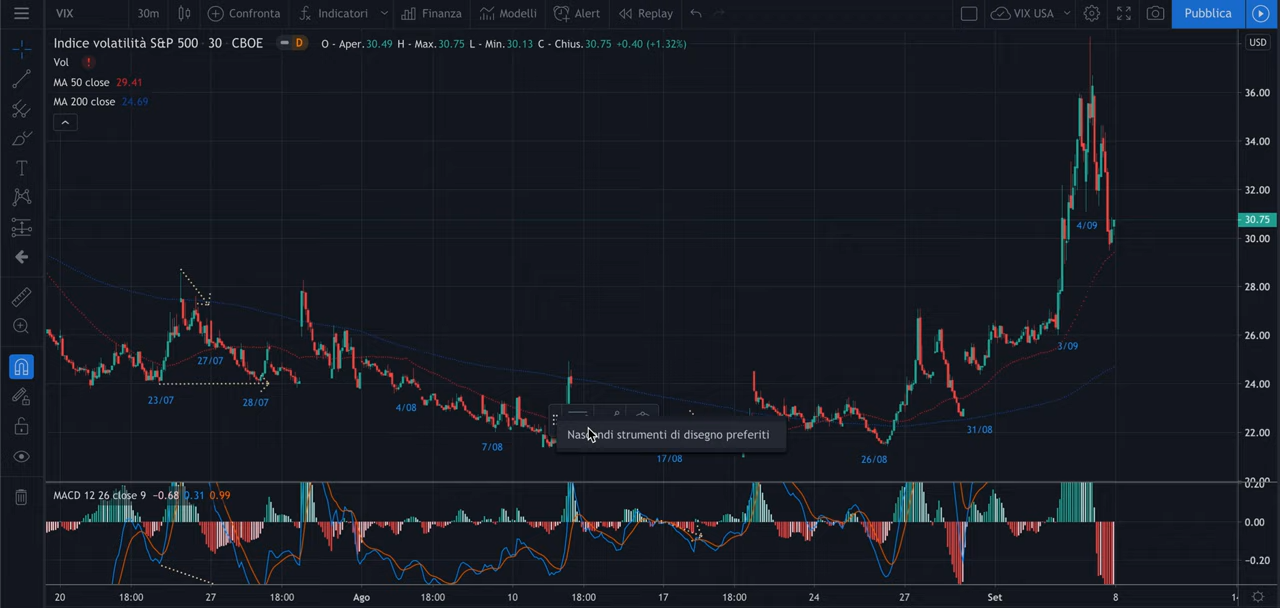 VIX 30m Confronta Indicatori Finanza Modelli Alert Replay VIX USA Pubblica
Indice volatilità S&P 500 · 30 · CBOE D O - Aper.30.49 H - Max.30.75 L - Min.30.13 C - Chius.30.75 +0.40 (+1.32%)
USD
Vol !
MA 50 close 29.41
MA 200 close 24.69
36.00
34.00
32.00
30.75
4/09
30.00
26.00
3/09
27/07
24.00
23/07
28/07
4/08
31/08
22.00
Nascondi strumenti di disegno preferiti
7/08
17/08
26/08
MACD 12 26 close 9 −0.68 0.31 0.99
0.00
-0.20
20 18:00 27 18:00 Ago 18:00 10 18:00 17 18:00 24 27 18:00 Set 8